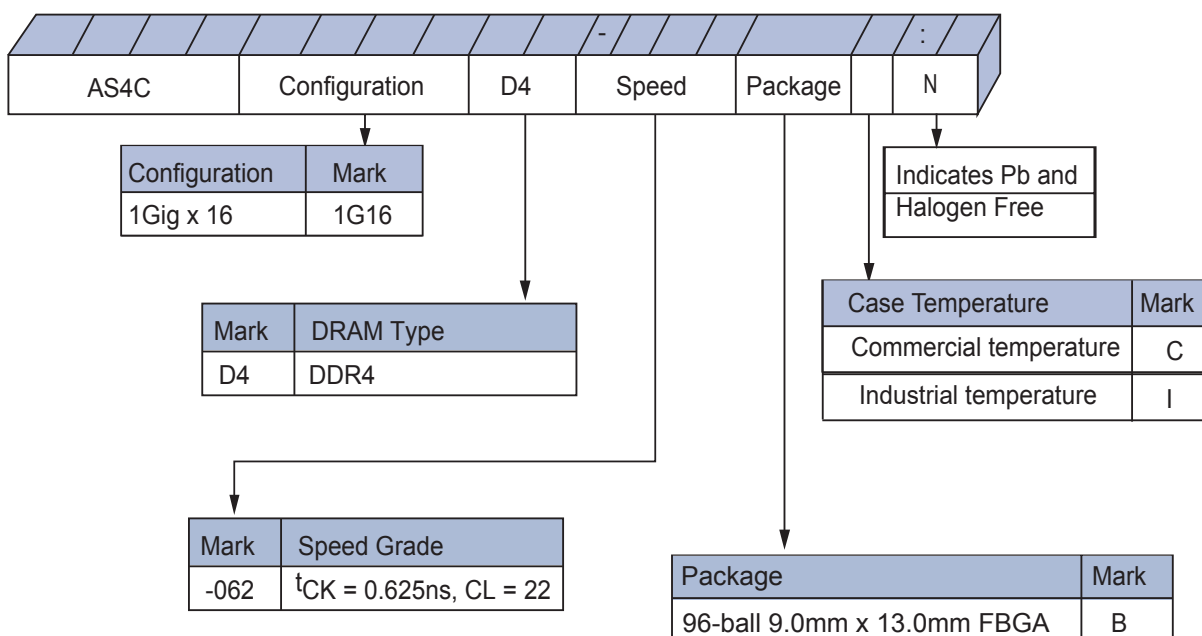 - :
AS4C Configuration D4 Speed Package N
Configuration Mark
1Gig x 16 1G16
Indicates Pb and
Halogen Free
Mark DRAM Type
D4 DDR4
Case Temperature Mark
Commercial temperature C
Industrial temperature I
Mark Speed Grade
-062 tCK = 0.625ns, CL = 22
Package Mark
96-ball 9.0mm x 13.0mm FBGA B